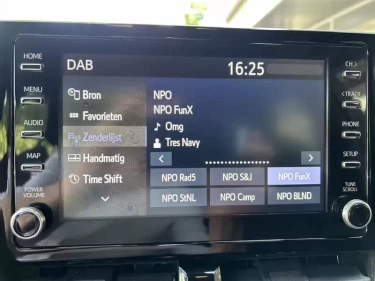 HOME
MENU
AUDIO
MAP
POWER
VOLUME
DAB
16:25
Bron
Favorieten
Zenderlijst
Handmatig
Time Shift
NPO
NPO FunX
Omg
Tres Navy
NPO Rad5
NPO S&J
NPO FunX
NPO StNL
NPO Camp
NPO BLND
CH >
< TRACK
PHONE
SETUP
TUNE
SCROLL